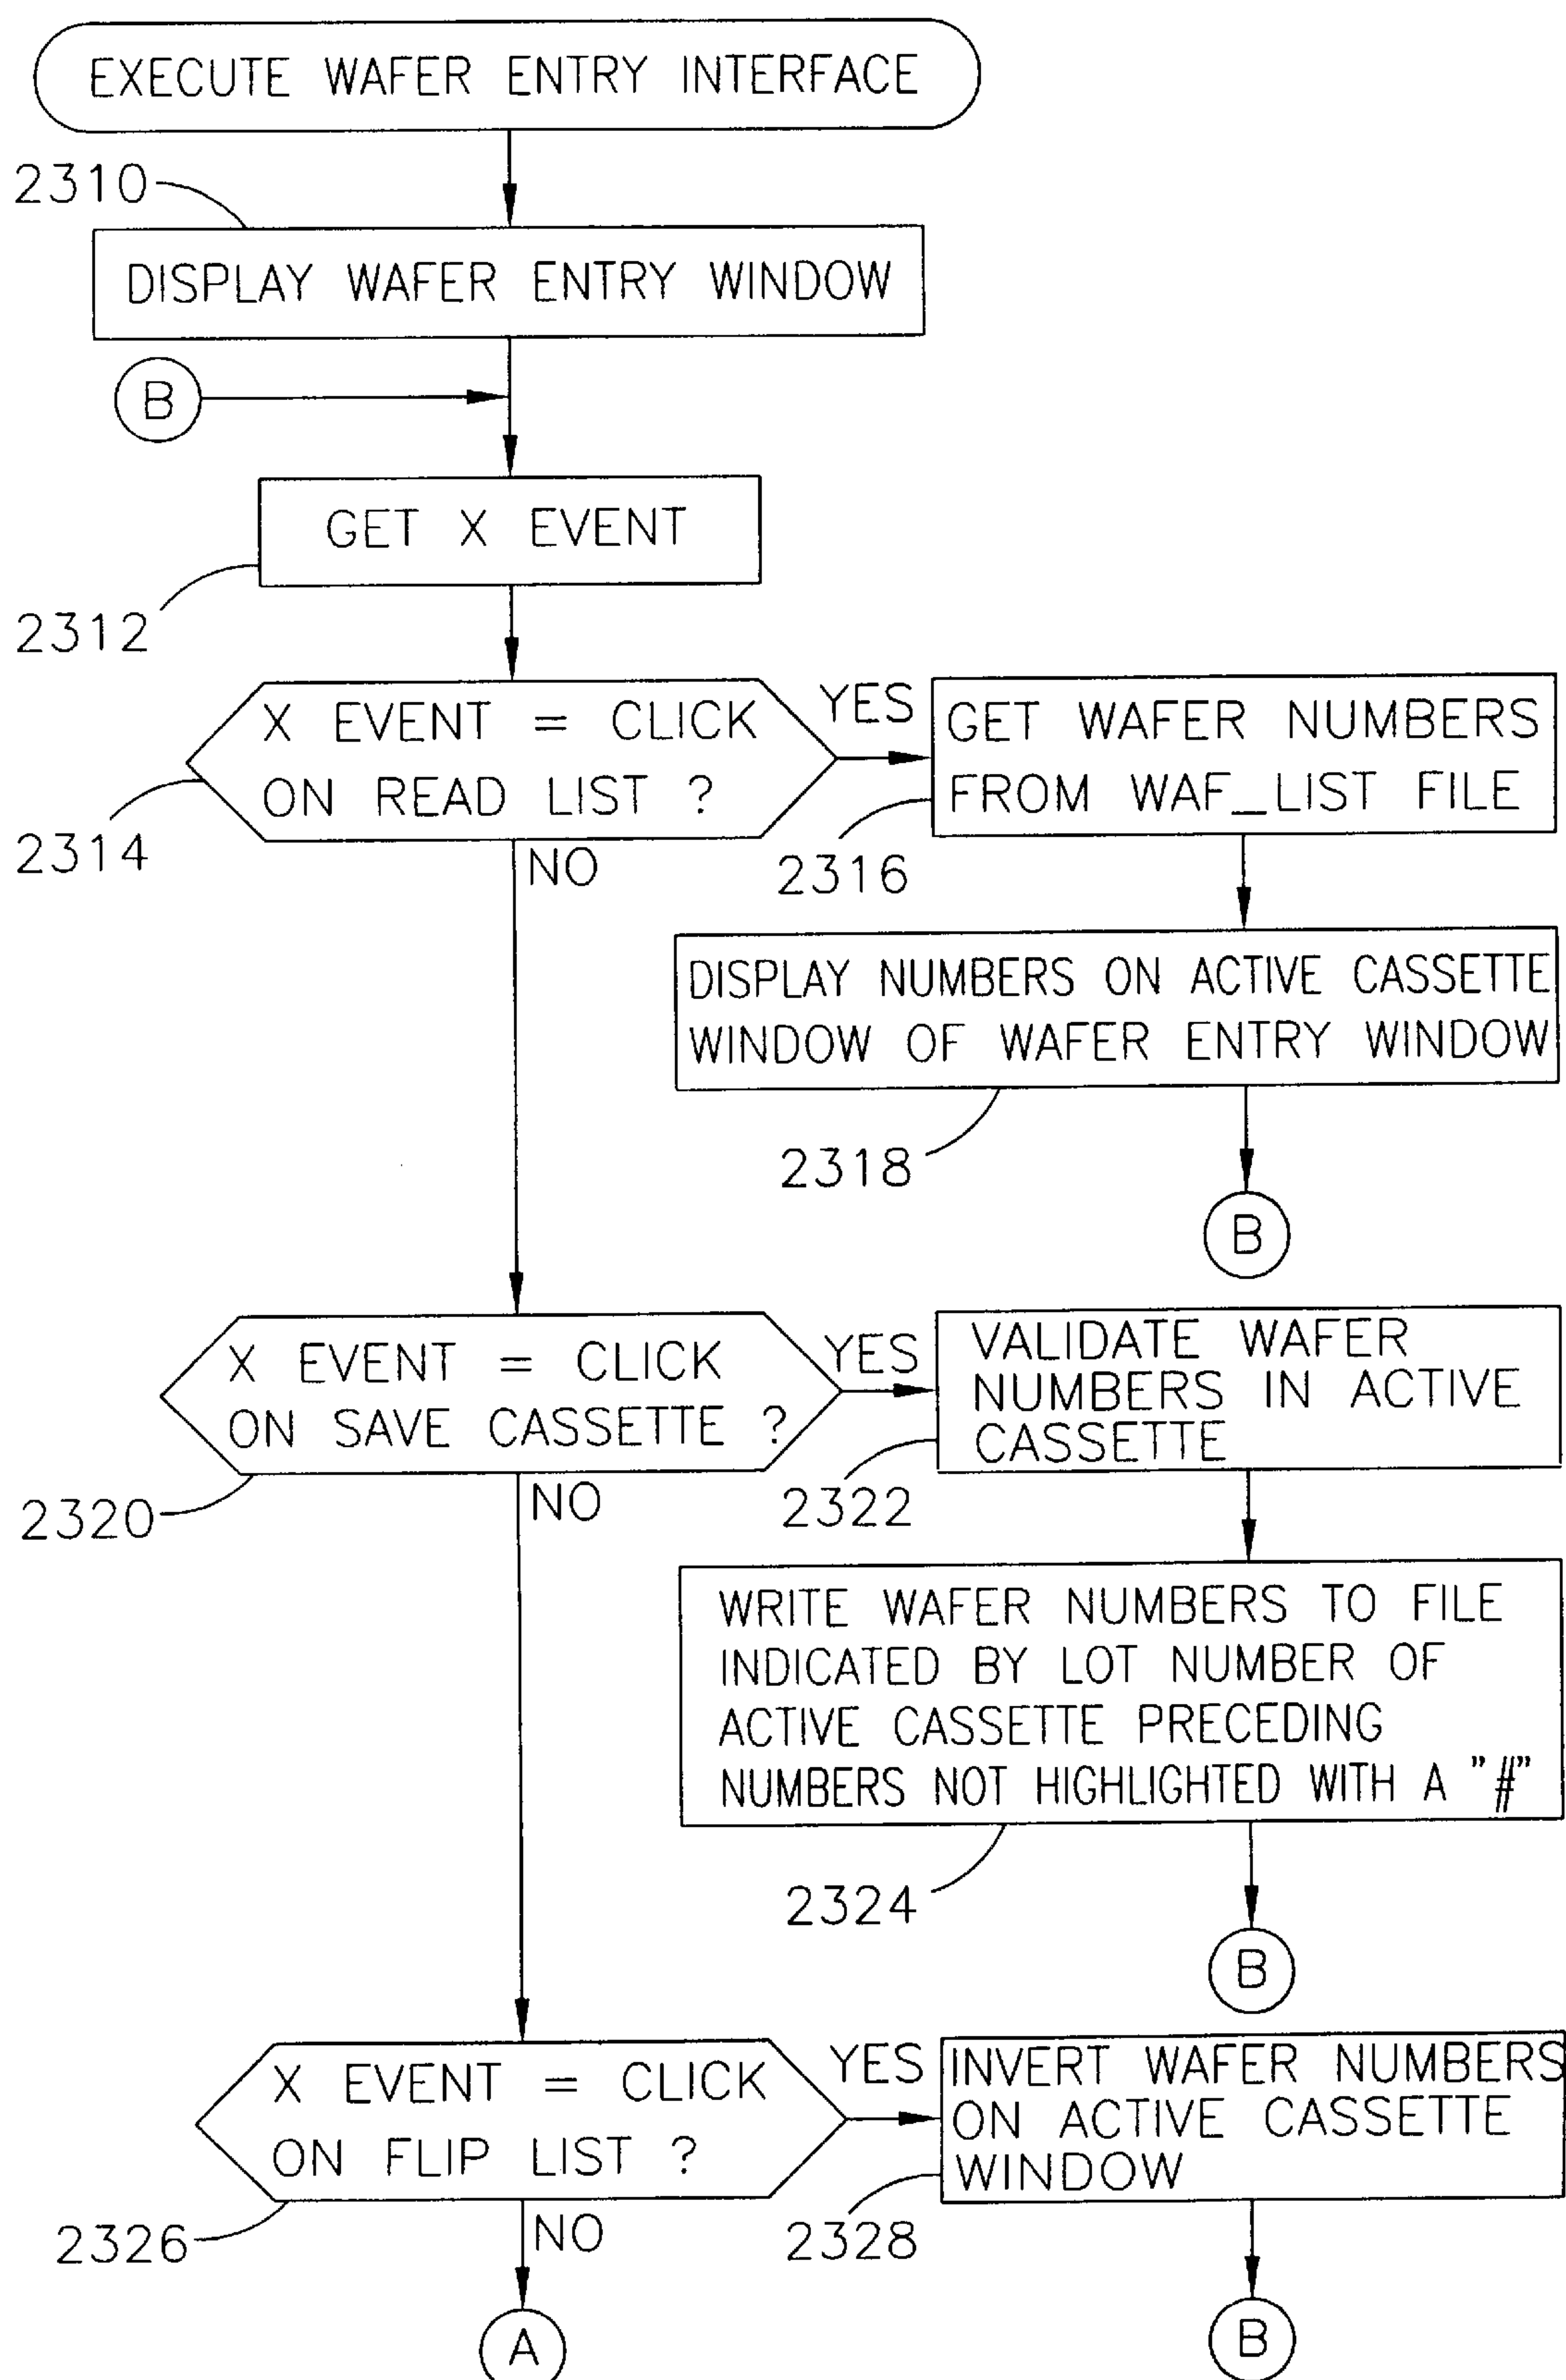 EXECUTE WAFER ENTRY INTERFACE
2310
DISPLAY WAFER ENTRY WINDOW
B
GET X EVENT
2312
X EVENT = CLICK
ON READ LIST ?
YES
2314
NO
GET WAFER NUMBERS
FROM WAF_LIST FILE
2316
DISPLAY NUMBERS ON ACTIVE CASSETTE
WINDOW OF WAFER ENTRY WINDOW
2318
B
X EVENT = CLICK
ON SAVE CASSETTE ?
YES
2320
NO
VALIDATE WAFER
NUMBERS IN ACTIVE
CASSETTE
2322
WRITE WAFER NUMBERS TO FILE
INDICATED BY LOT NUMBER OF
ACTIVE CASSETTE PRECEDING
NUMBERS NOT HIGHLIGHTED WITH A "#"
2324
B
X EVENT = CLICK
ON FLIP LIST ?
YES
2326
NO
INVERT WAFER NUMBERS
ON ACTIVE CASSETTE
WINDOW
2328
A
B